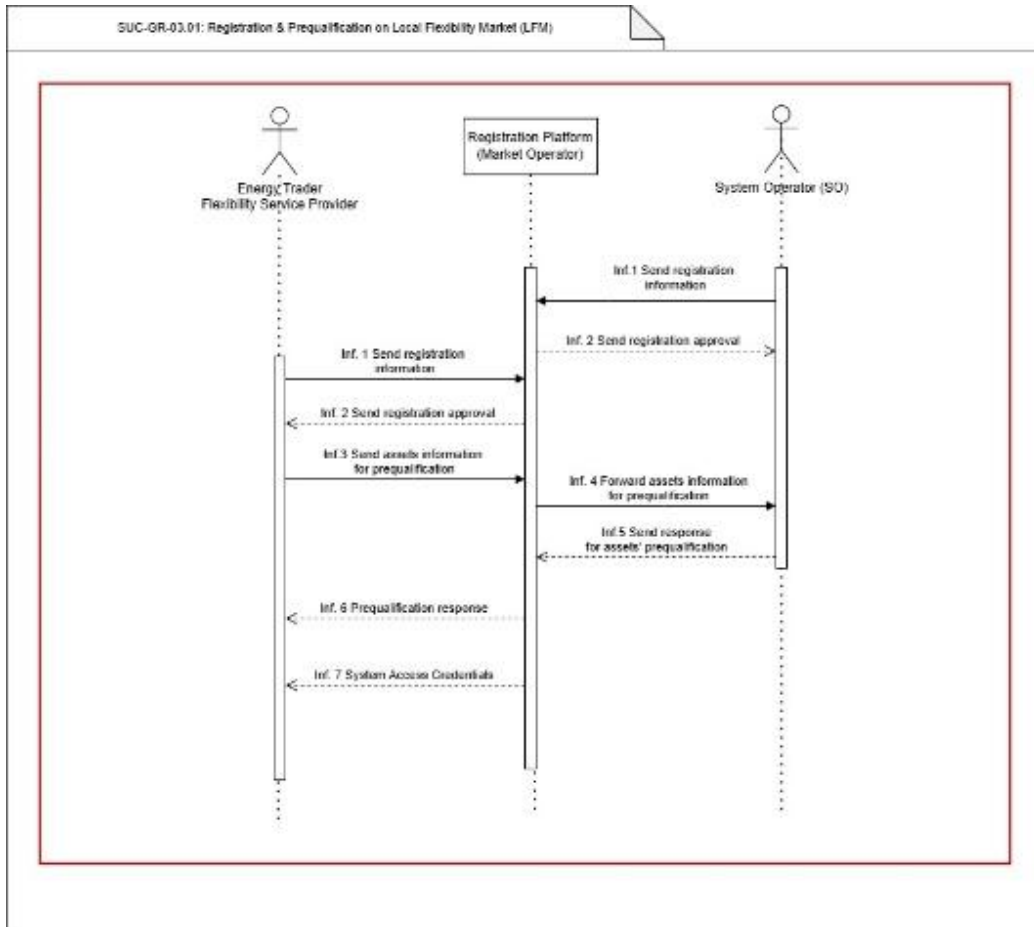 SUC-GR-03.01: Registration & Prequalification on Local Flexibility Market (LFM)
Registration Platform
(Market Operator)
Energy Trader
Flexibility Service Provider
System Operator (SO)
Inf.1 Send registration
information
Inf. 2 Send registration approval
Inf. 1 Send registration
information
Inf. 2 Send registration approval
Inf.3 Send assets information
for prequalification
Inf. 4 Forward assets information
for prequalification
Inf.5 Send response
for assets' prequalification
Inf. 6 Prequalification response
Inf. 7 System Access Credentials